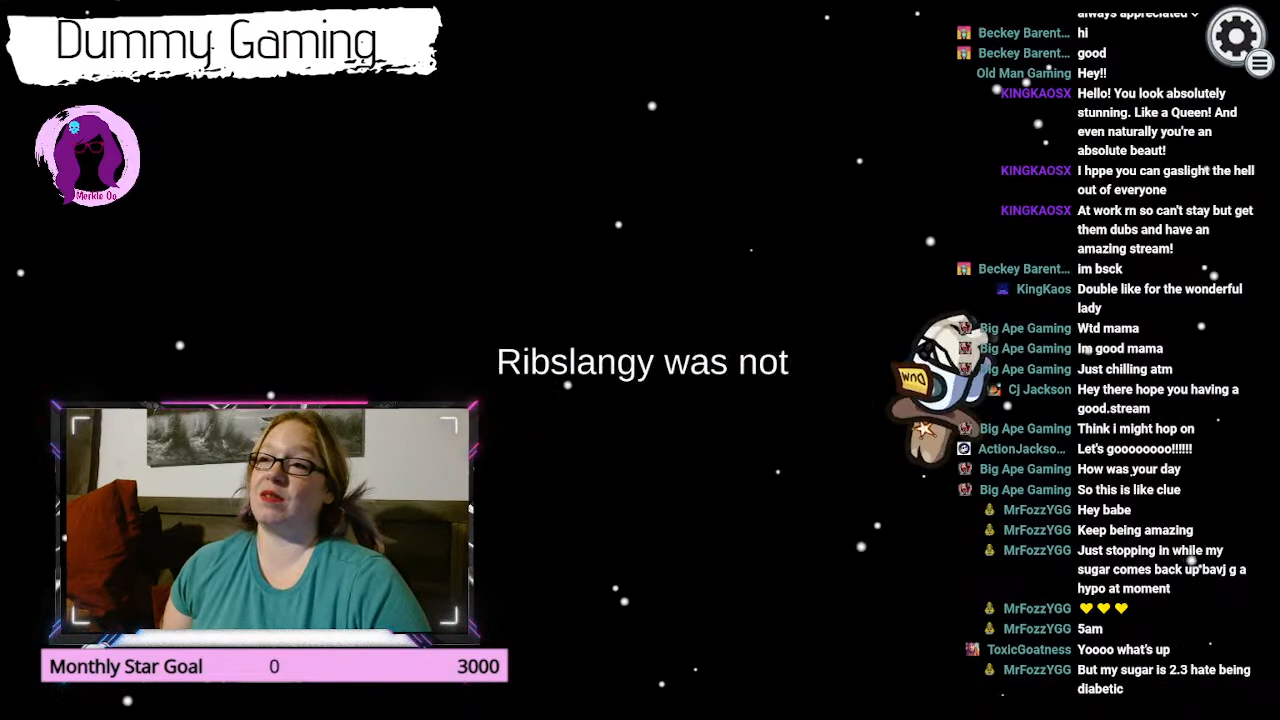 Dummy Gaming
Merkle Oo
always appreciated
Beckey Barent... hi
Beckey Barent... good
Old Man Gaming Hey!!
KINGKAOSX Hello! You look absolutely
stunning. Like a Queen! And
even naturally you're an
absolute beaut!
KINGKAOSX I hppe you can gaslight the hell
out of everyone
KINGKAOSX At work rn so can't stay but get
them dubs and have an
amazing stream!
Beckey Barent... im bsck
KingKaos Double like for the wonderful
lady
Big Ape Gaming Wtd mama
Big Ape Gaming Im good mama
Big Ape Gaming Just chilling atm
Cj Jackson Hey there hope you having a
good.stream
Big Ape Gaming Think i might hop on
ActionJackso... Let's goooooooo!!!!!!
Big Ape Gaming How was your day
Big Ape Gaming So this is like clue
MrFozzYGG Hey babe
MrFozzYGG Keep being amazing
MrFozzYGG Just stopping in while my
sugar comes back up bavj g a
hypo at moment
MrFozzYGG 💛💛💛
MrFozzYGG 5am
ToxicGoatness Yoooo what's up
MrFozzYGG But my sugar is 2.3 hate being
diabetic
Ribslangy was not
DUM
Monthly Star Goal 0 3000